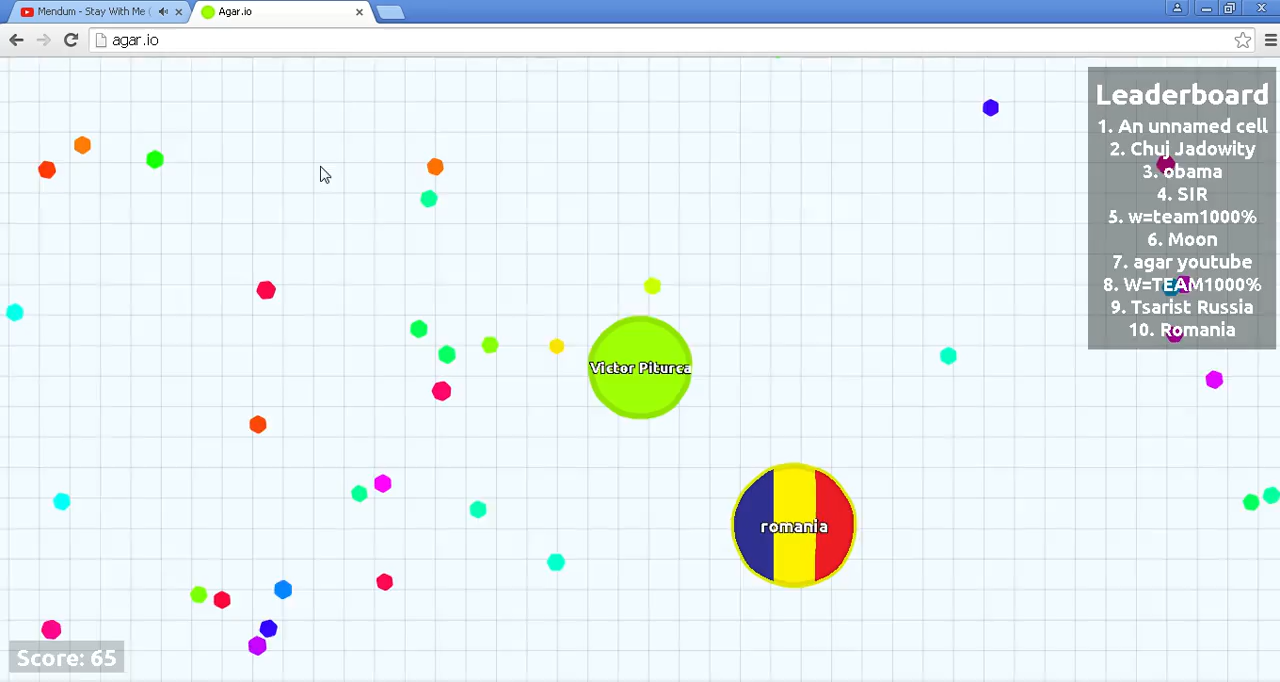 Mendum - Stay With Me (
Agar.io
agar.io
Leaderboard
1. An unnamed cell
2. Chuj Jadowity
3. obama
4. SIR
5. w=team1000%
6. Moon
7. agar youtube
8. W=TEAM1000%
9. Tsarist Russia
10. Romania
Victor Piturca
romania
Score: 65